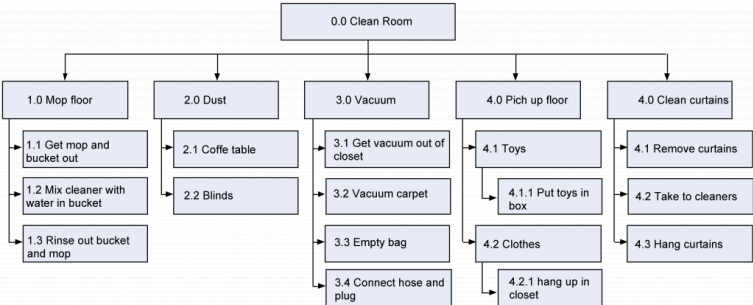 0.0 Clean Room
1.0 Mop floor
2.0 Dust
3.0 Vacuum
4.0 Pich up floor
4.0 Clean curtains
1.1 Get mop and
bucket out
1.2 Mix cleaner with
water in bucket
1.3 Rinse out bucket
and mop
2.1 Coffe table
2.2 Blinds
3.1 Get vacuum out of
closet
3.2 Vacuum carpet
3.3 Empty bag
3.4 Connect hose and
plug
4.1 Toys
4.1.1 Put toys in
box
4.2 Clothes
4.2.1 hang up in
closet
4.1 Remove curtains
4.2 Take to cleaners
4.3 Hang curtains